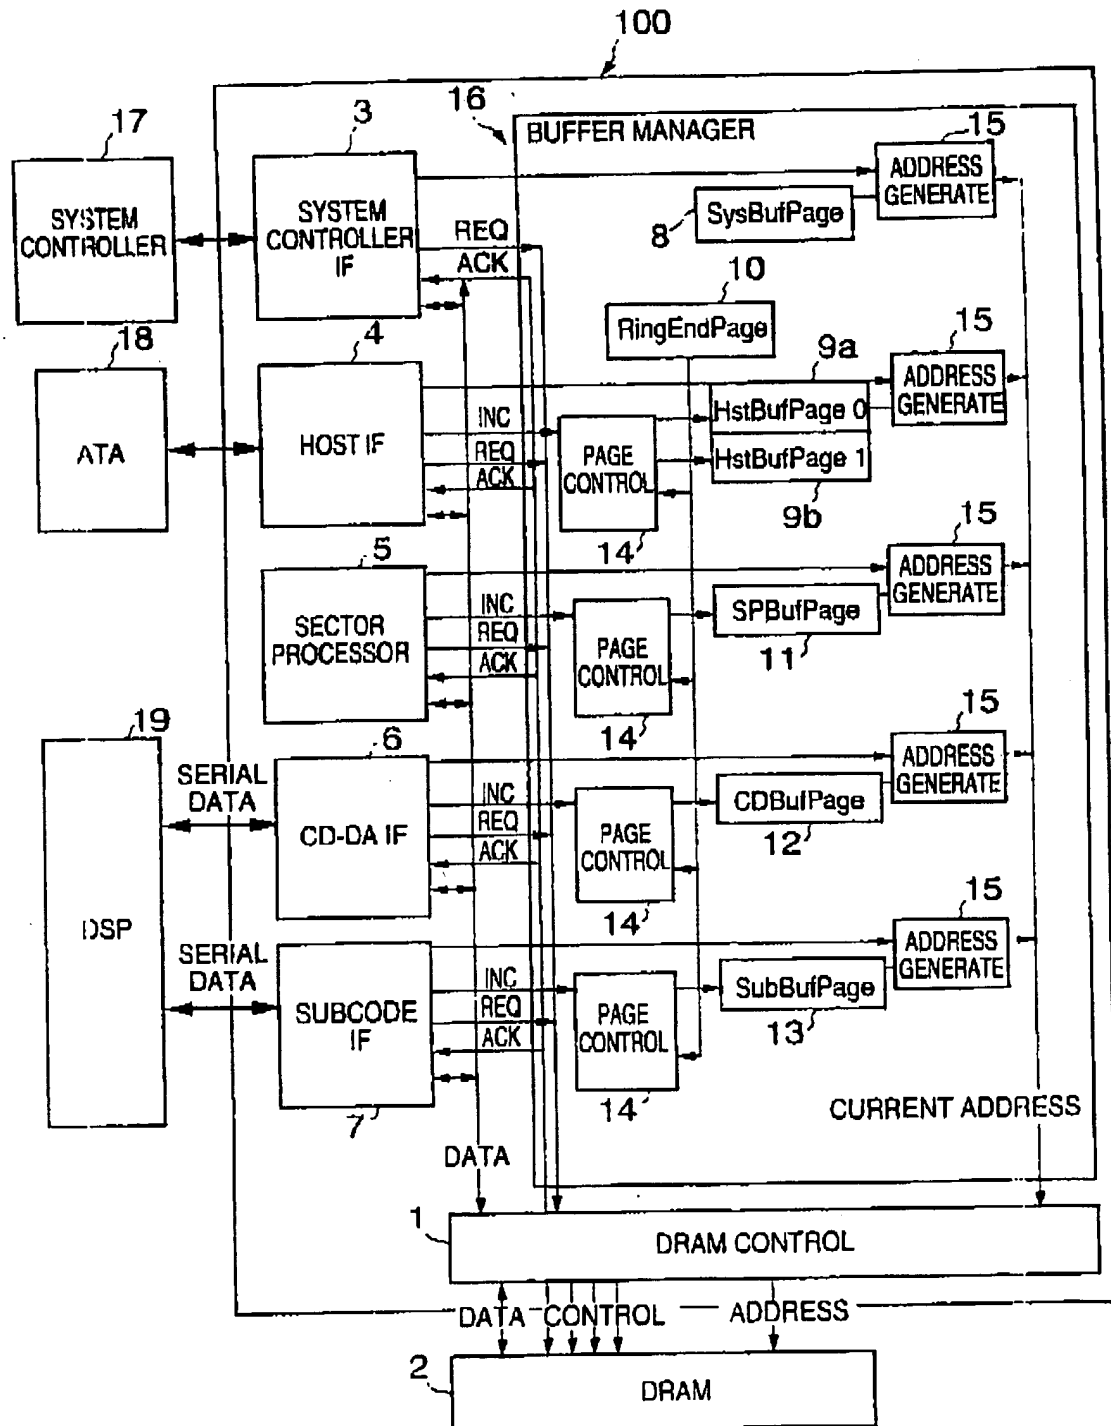 100
16
17
3
BUFFER MANAGER
15
SYSTEM CONTROLLER
SYSTEM CONTROLLER IF
REQ
ACK
ADDRESS GENERATE
8
SysBufPage
10
RingEndPage
18
4
9a
15
ATA
HOST IF
INC
REQ
ACK
PAGE CONTROL
HstBufPage 0
HstBufPage 1
ADDRESS GENERATE
9b
14
5
15
SECTOR PROCESSOR
INC
REQ
ACK
PAGE CONTROL
SPBufPage
ADDRESS GENERATE
11
14
19
6
15
SERIAL DATA
CD-DA IF
INC
REQ
ACK
PAGE CONTROL
CDBufPage
ADDRESS GENERATE
12
14
DSP
15
SERIAL DATA
SUBCODE IF
INC
REQ
ACK
PAGE CONTROL
SubBufPage
ADDRESS GENERATE
13
14
7
CURRENT ADDRESS
DATA
1
DRAM CONTROL
DATA CONTROL ADDRESS
2
DRAM